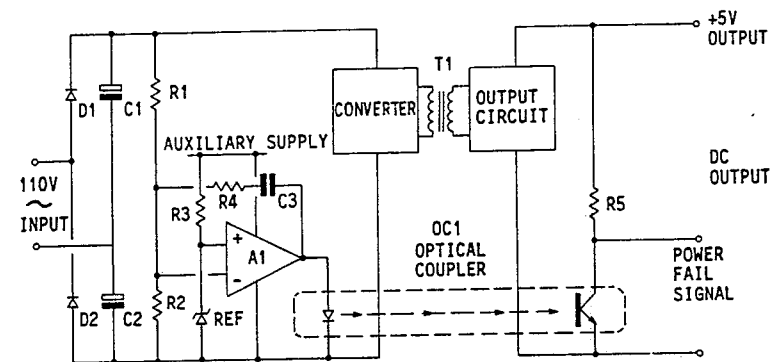 +5V
OUTPUT
T1
D1
C1
R1
CONVERTER
OUTPUT
CIRCUIT
AUXILIARY SUPPLY
110V
~
INPUT
R4
C3
R3
DC
OUTPUT
R5
+
A1
-
OC1
OPTICAL
COUPLER
POWER
FAIL
SIGNAL
D2
C2
R2
REF